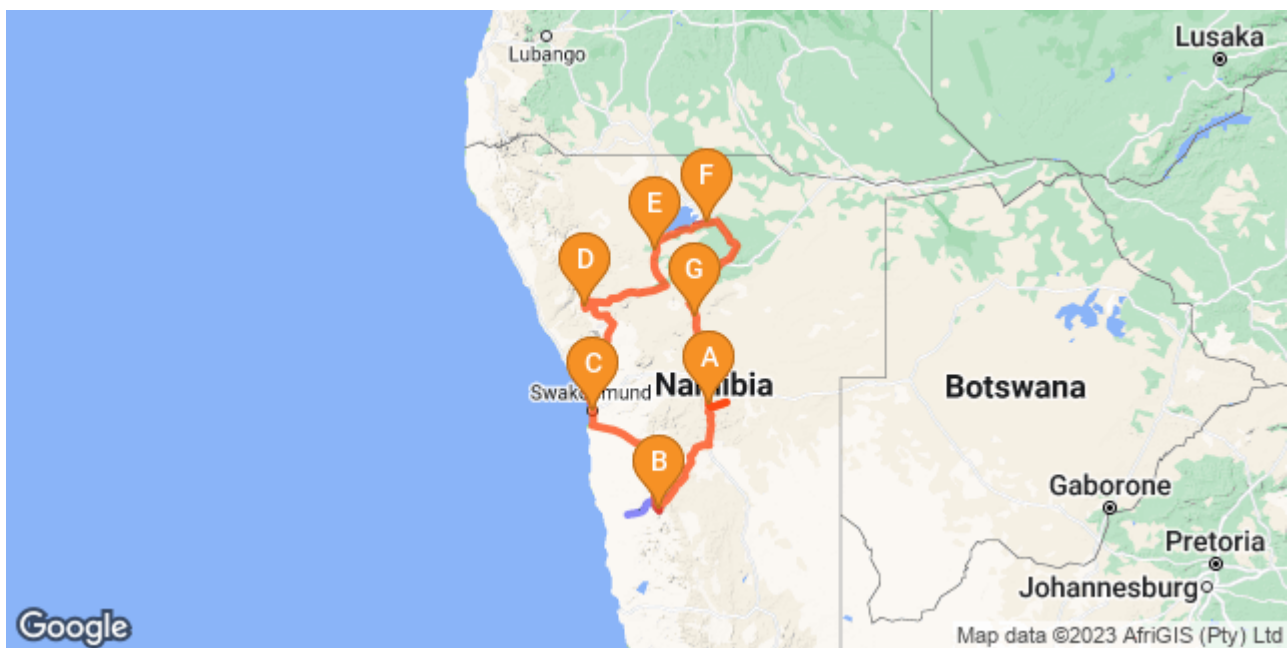 Lusaka
Lubango
F
E
D
G
A
C
Namibia
Swakopmund
Botswana
B
Gaborone
Pretoria
Johannesburg
Google
Map data ©2023 AfriGIS (Pty) Ltd